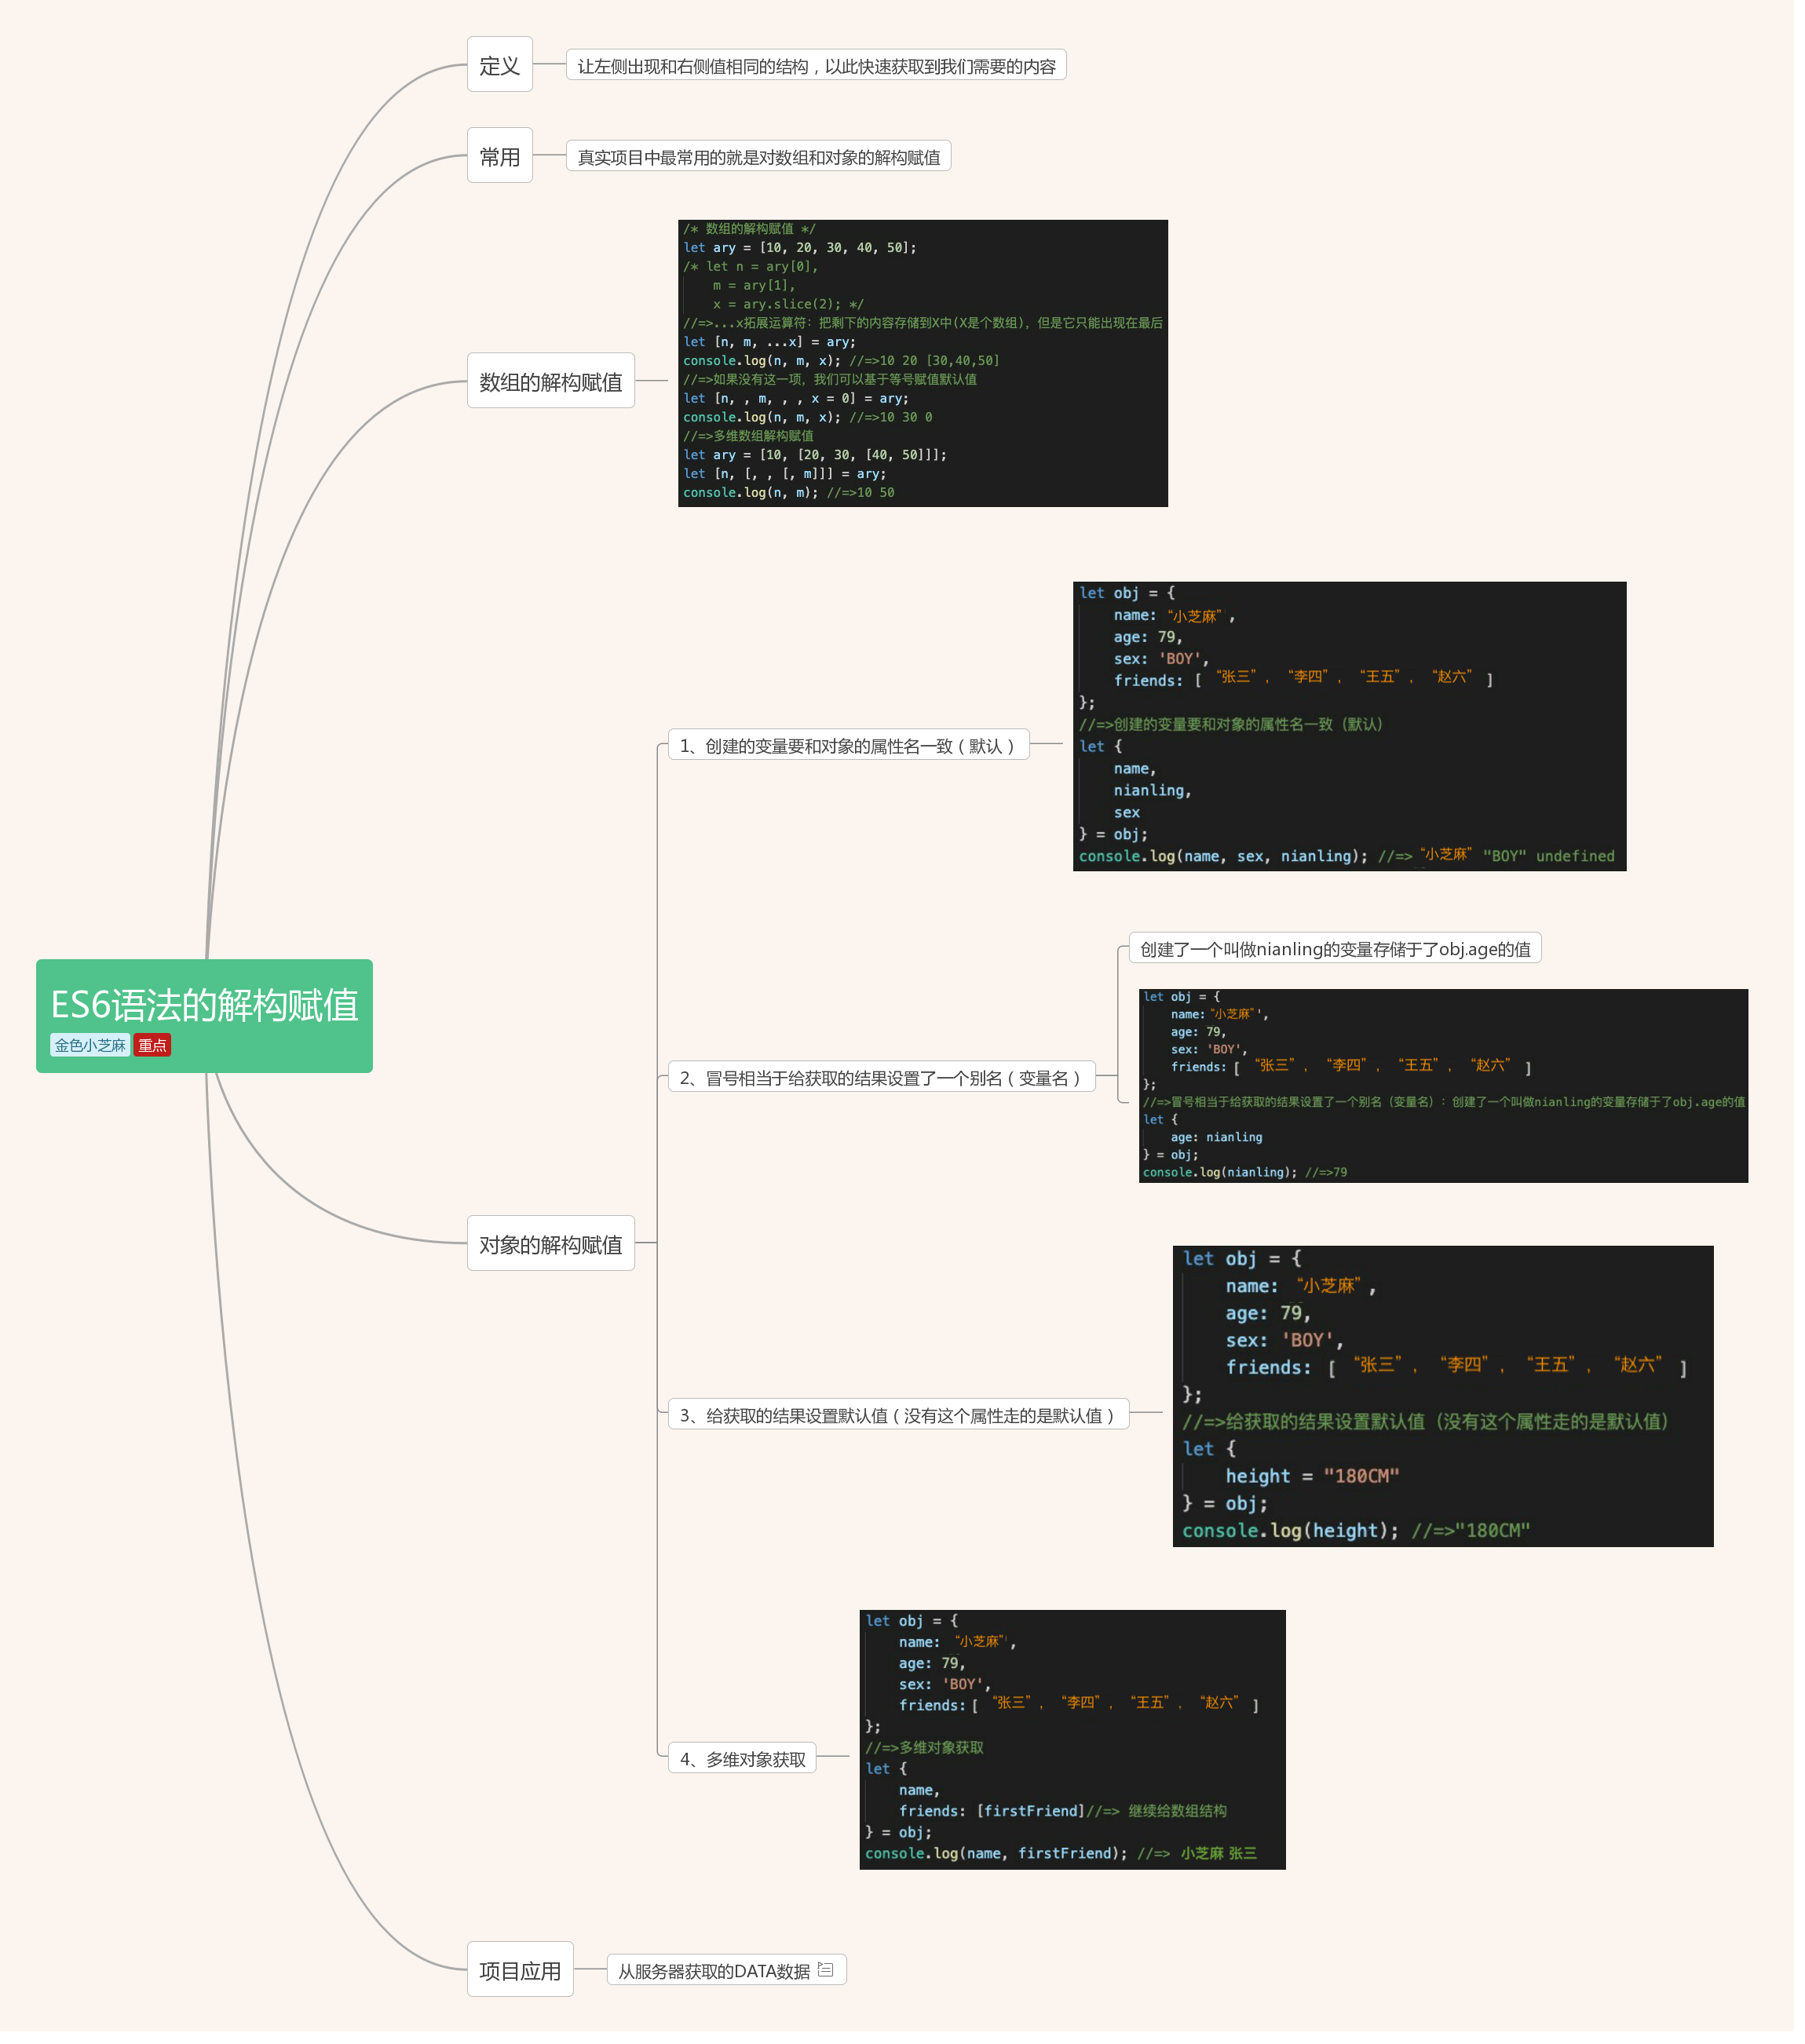 定义
让左侧出现和右侧值相同的结构，以此快速获取到我们需要的内容
常用
真实项目中最常用的就是对数组和对象的解构赋值
数组的解构赋值
/* 数组的解构赋值 */
let ary = [10, 20, 30, 40, 50];
/* let n = ary[0],
    m = ary[1],
    x = ary.slice(2); */
//=>...x拓展运算符：把剩下的内容存储到X中(X是个数组)，但是它只能出现在最后
let [n, m, ...x] = ary;
console.log(n, m, x); //=>10 20 [30,40,50]
//=>如果没有这一项，我们可以基于等号赋值默认值
let [n, , m, , , x = 0] = ary;
console.log(n, m, x); //=>10 30 0
//=>多维数组解构赋值
let ary = [10, [20, 30, [40, 50]]];
let [n, [, , [, m]]] = ary;
console.log(n, m); //=>10 50
ES6语法的解构赋值
金色小芝麻 重点
对象的解构赋值
1、创建的变量要和对象的属性名一致（默认）
let obj = {
    name: “小芝麻”,
    age: 79,
    sex: 'BOY',
    friends: [ “张三”， “李四”， “王五”， “赵六” ]
};
//=>创建的变量要和对象的属性名一致（默认）
let {
    name,
    nianling,
    sex
} = obj;
console.log(name, sex, nianling); //=> “小芝麻” "BOY" undefined
2、冒号相当于给获取的结果设置了一个别名（变量名）
创建了一个叫做nianling的变量存储于了obj.age的值
let obj = {
    name: “小芝麻”',
    age: 79,
    sex: 'BOY',
    friends: [ “张三”， “李四”， “王五”， “赵六” ]
};
//=>冒号相当于给获取的结果设置了一个别名（变量名）：创建了一个叫做nianling的变量存储于了obj.age的值
let {
    age: nianling
} = obj;
console.log(nianling); //=>79
3、给获取的结果设置默认值（没有这个属性走的是默认值）
let obj = {
    name: “小芝麻”,
    age: 79,
    sex: 'BOY',
    friends: [ “张三”， “李四”， “王五”， “赵六” ]
};
//=>给获取的结果设置默认值（没有这个属性走的是默认值）
let {
    height = "180CM"
} = obj;
console.log(height); //=>"180CM"
4、多维对象获取
let obj = {
    name: “小芝麻”',
    age: 79,
    sex: 'BOY',
    friends: [ “张三”， “李四”， “王五”， “赵六” ]
};
//=>多维对象获取
let {
    name,
    friends: [firstFriend]//=> 继续给数组结构
} = obj;
console.log(name, firstFriend); //=> 小芝麻 张三
项目应用
从服务器获取的DATA数据